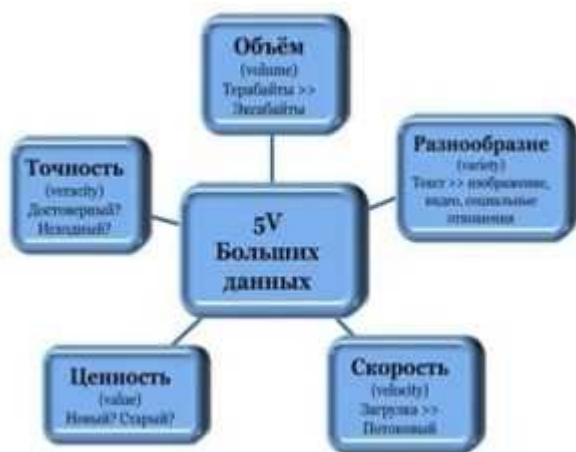 Объём
(volume)
Терабайты >>
Эксабайты
Точность
(veracity)
Достоверный?
Исходный?
Разнообразие
(variety)
Текст >> изображение,
видео, социальные
отношения
5V
Больших
данных
Ценность
(value)
Новый? Старый?
Скорость
(velocity)
Загрузка >>
Потоковый